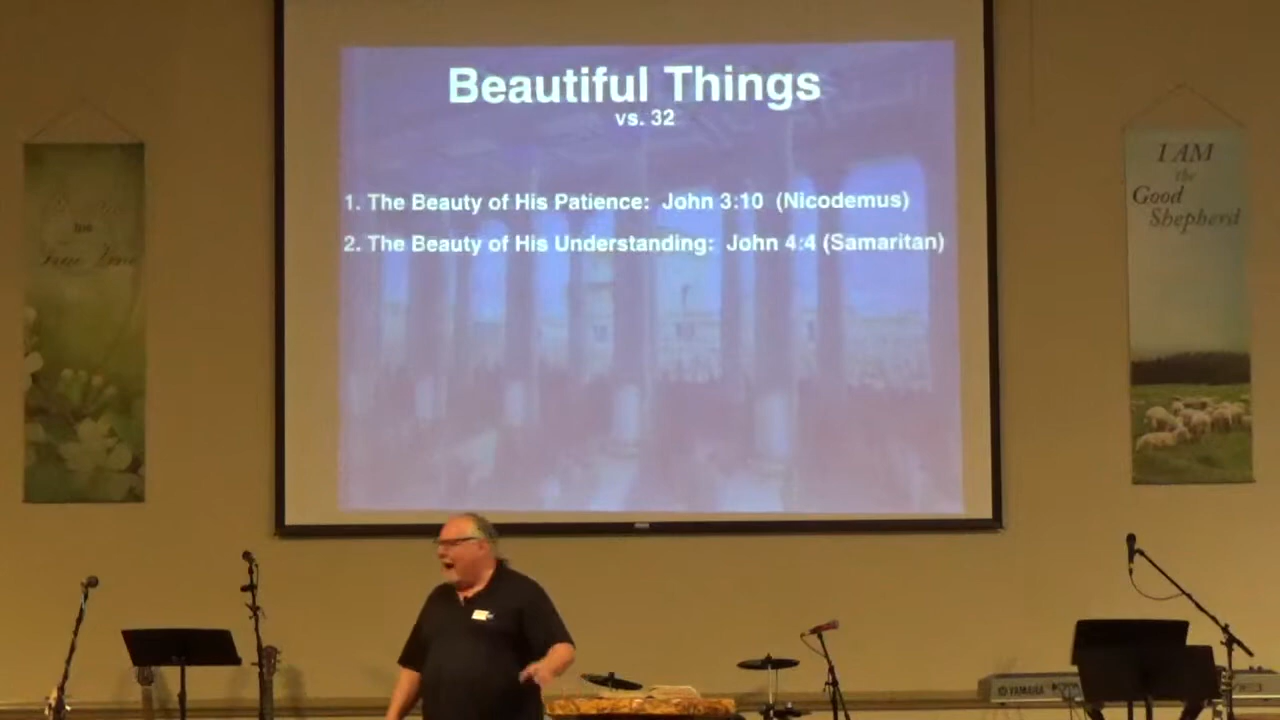 Beautiful Things
vs. 32
1. The Beauty of His Patience: John 3:10 (Nicodemus)
2. The Beauty of His Understanding: John 4:4 (Samaritan)
I AM
the
Good
Shepherd
YAMAHA